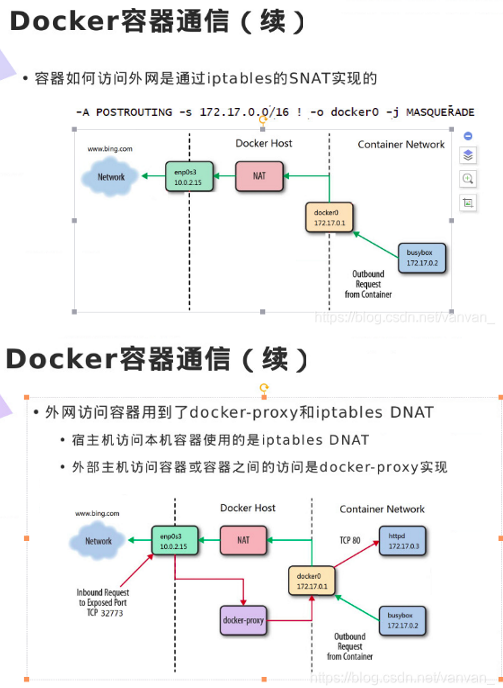 Docker容器通信（续）
• 容器如何访问外网是通过iptables的SNAT实现的
-A POSTROUTING -s 172.17.0.0/16 ! -o docker0 -j MASQUERADE
Docker Host
Container Network
www.bing.com
Network
enp0s3
10.0.2.15
NAT
docker0
172.17.0.1
busybox
172.17.0.2
Outbound
Request
from Container
https://blog.csdn.net/vanvan_
Docker容器通信（续）
• 外网访问容器用到了docker-proxy和iptables DNAT
• 宿主机访问本机容器使用的是iptables DNAT
• 外部主机访问容器或容器之间的访问是docker-proxy实现
Docker Host
Container Network
www.bing.com
Network
enp0s3
10.0.2.15
NAT
TCP 80
httpd
172.17.0.3
docker0
172.17.0.1
Inbound Request
to Exposed Port
TCP 32773
docker-proxy
busybox
172.17.0.2
Outbound
Request
from Container
https://blog.csdn.net/vanvan_